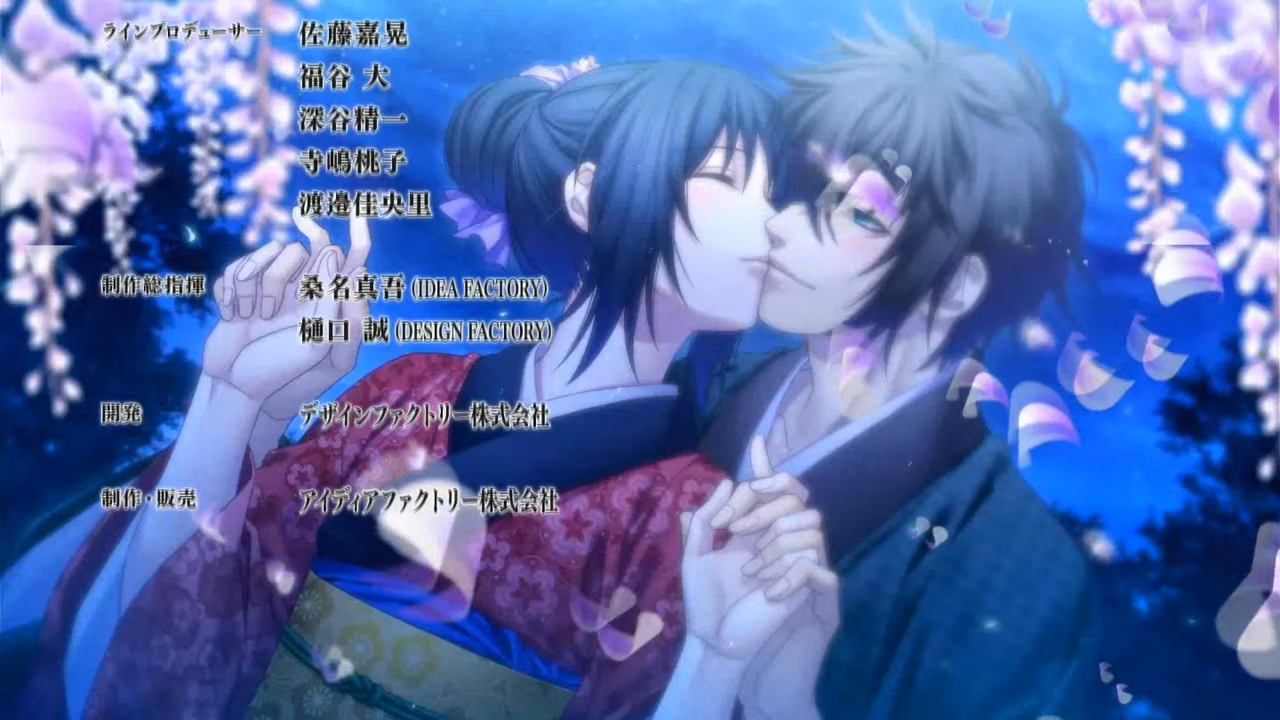 ラインプロデューサー 佐藤嘉晃
福谷 大
深谷精一
寺嶋桃子
渡邉佳央里
制作総指揮 桑名真吾 (IDEA FACTORY)
樋口 誠 (DESIGN FACTORY)
開発 デザインファクトリー株式会社
制作・販売 アイディアファクトリー株式会社